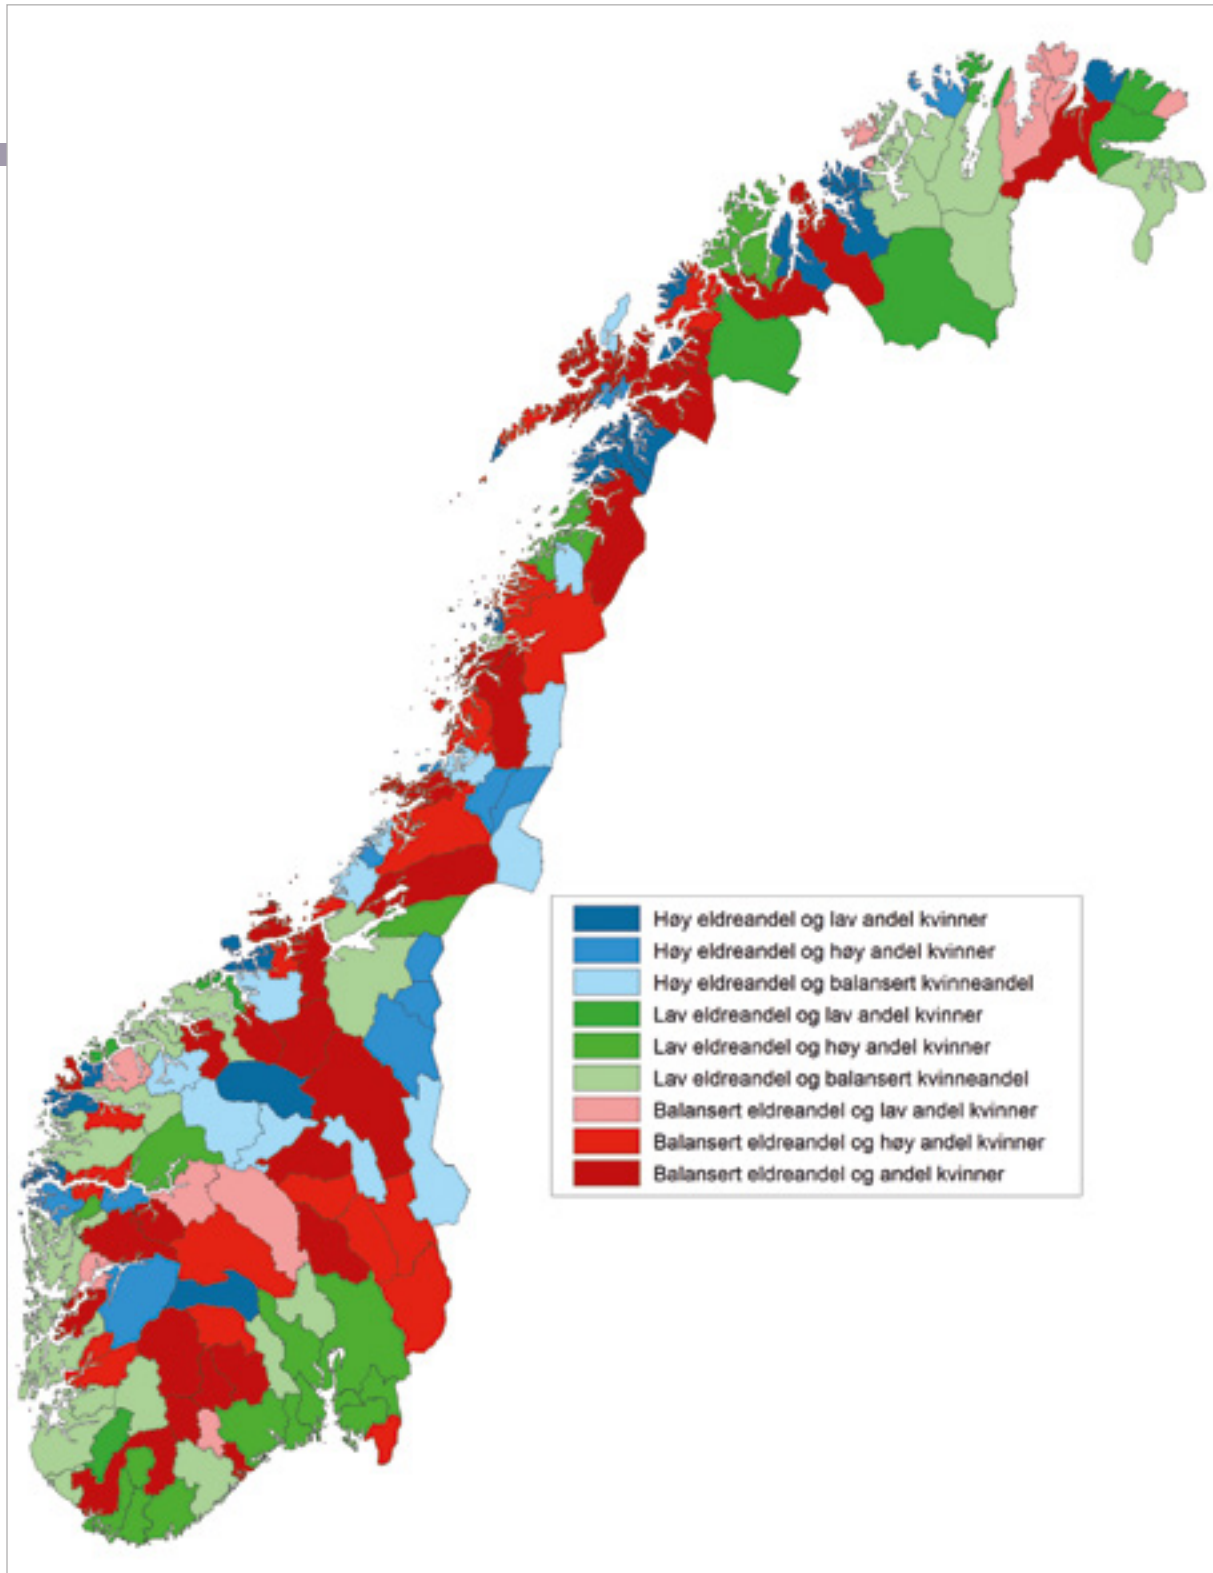 Høy eldreandel og lav andel kvinner
Høy eldreandel og høy andel kvinner
Høy eldreandel og balansert kvinneandel
Lav eldreandel og lav andel kvinner
Lav eldreandel og høy andel kvinner
Lav eldreandel og balansert kvinneandel
Balansert eldreandel og lav andel kvinner
Balansert eldreandel og høy andel kvinner
Balansert eldreandel og andel kvinner